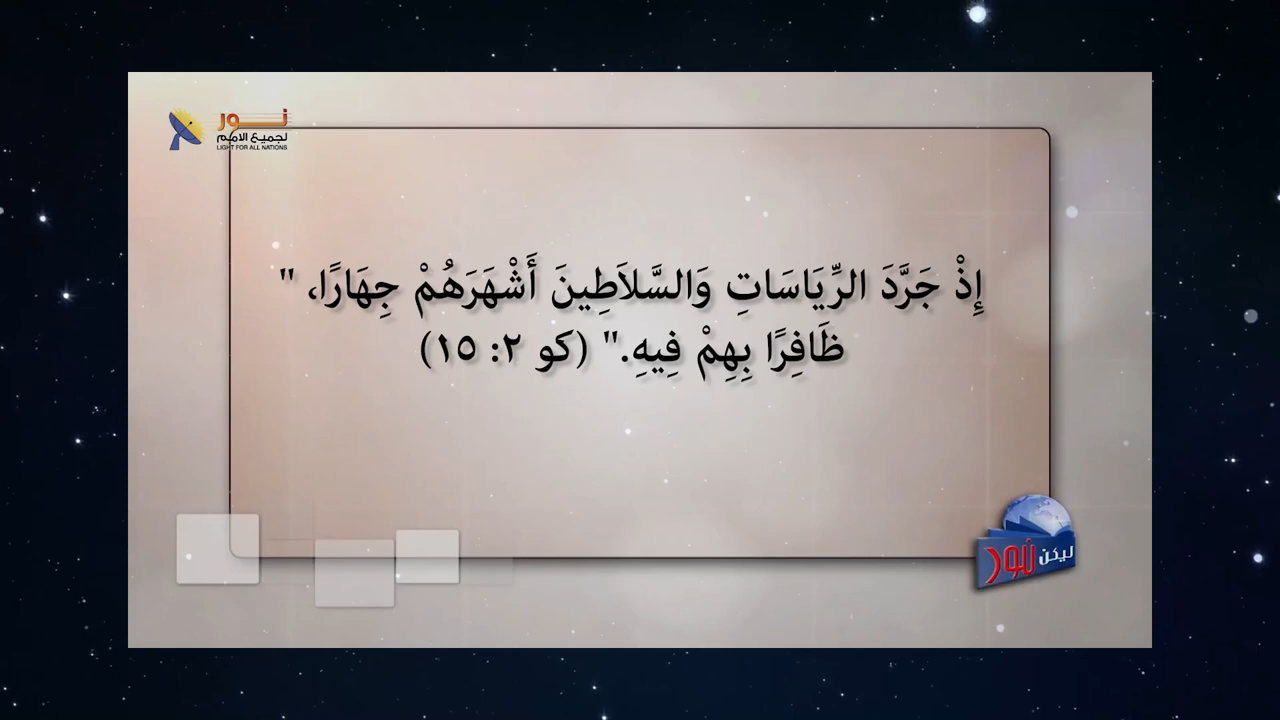 نور
لجميع الامم
LIGHT FOR ALL NATIONS
إِذْ جَرَّدَ الرِّيَاسَاتِ وَالسَّلاَطِينَ أَشْهَرَهُمْ جِهَارًا، "
ظَافِرًا بِهِمْ فِيهِ." (كو ٢: ١٥)
ليكن نور